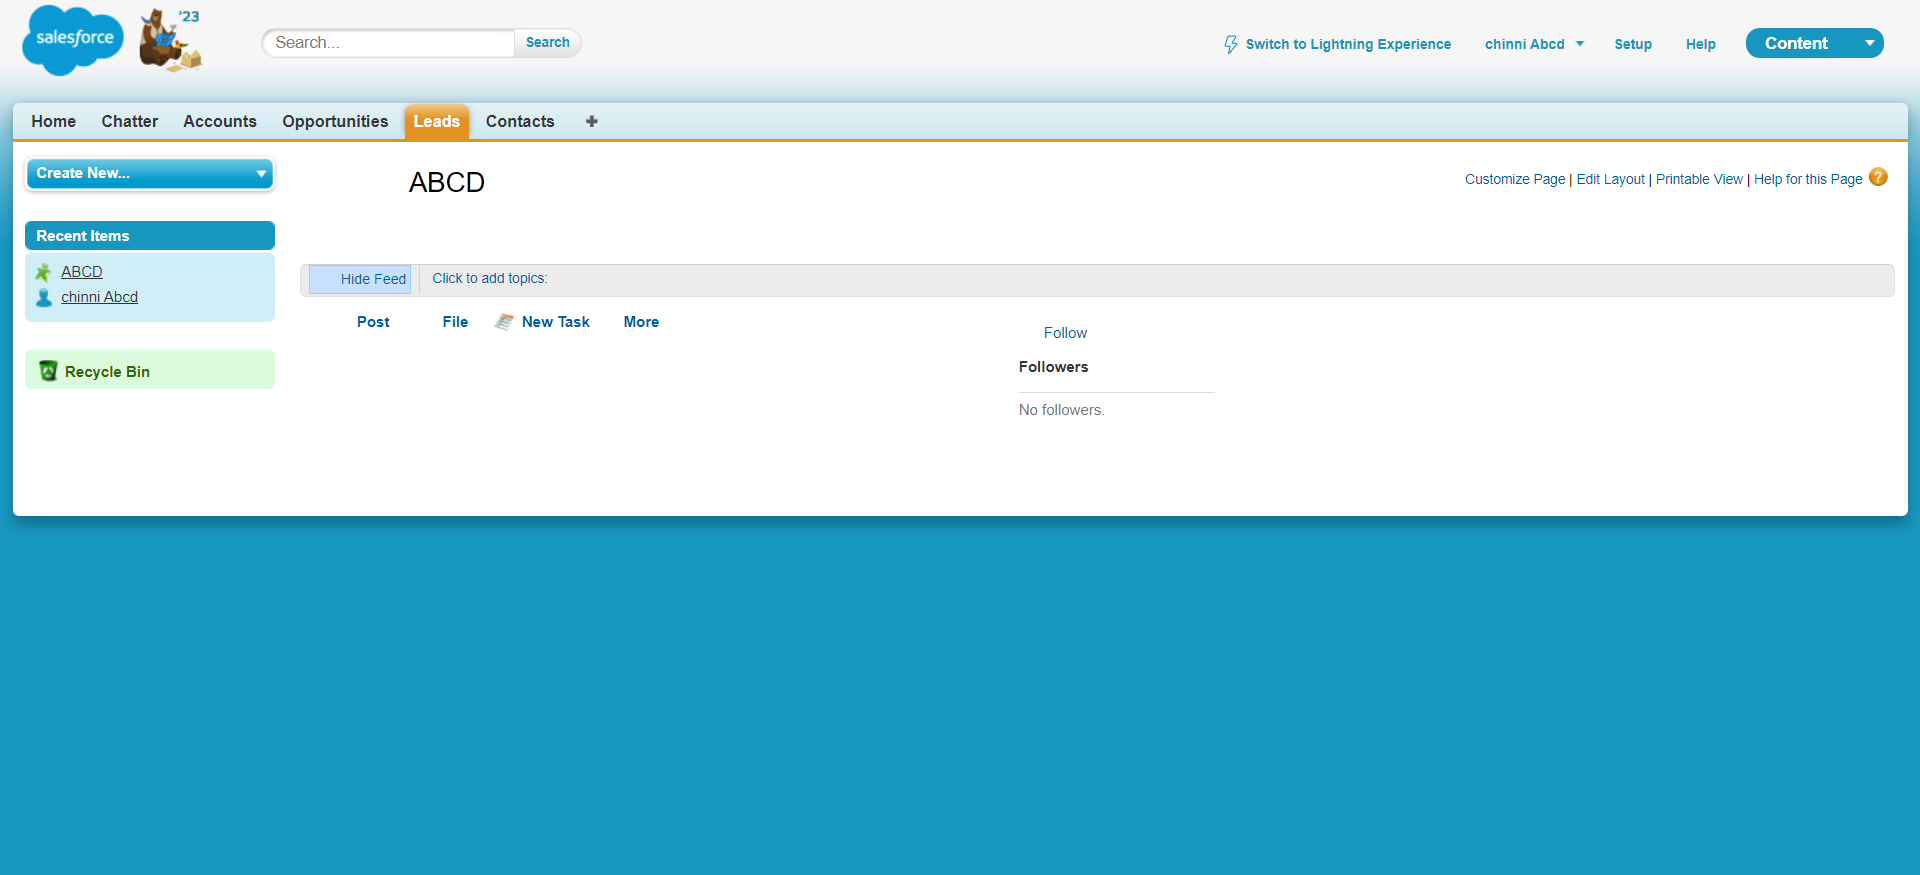 salesforce
'23
Search...
Search
Switch to Lightning Experience
chinni Abcd
Setup
Help
Content
Home
Chatter
Accounts
Opportunities
Leads
Contacts
Create New...
ABCD
Customize Page | Edit Layout | Printable View | Help for this Page ?
Recent Items
ABCD
chinni Abcd
Recycle Bin
Hide Feed
Click to add topics:
Post
File
New Task
More
Follow
Followers
No followers.